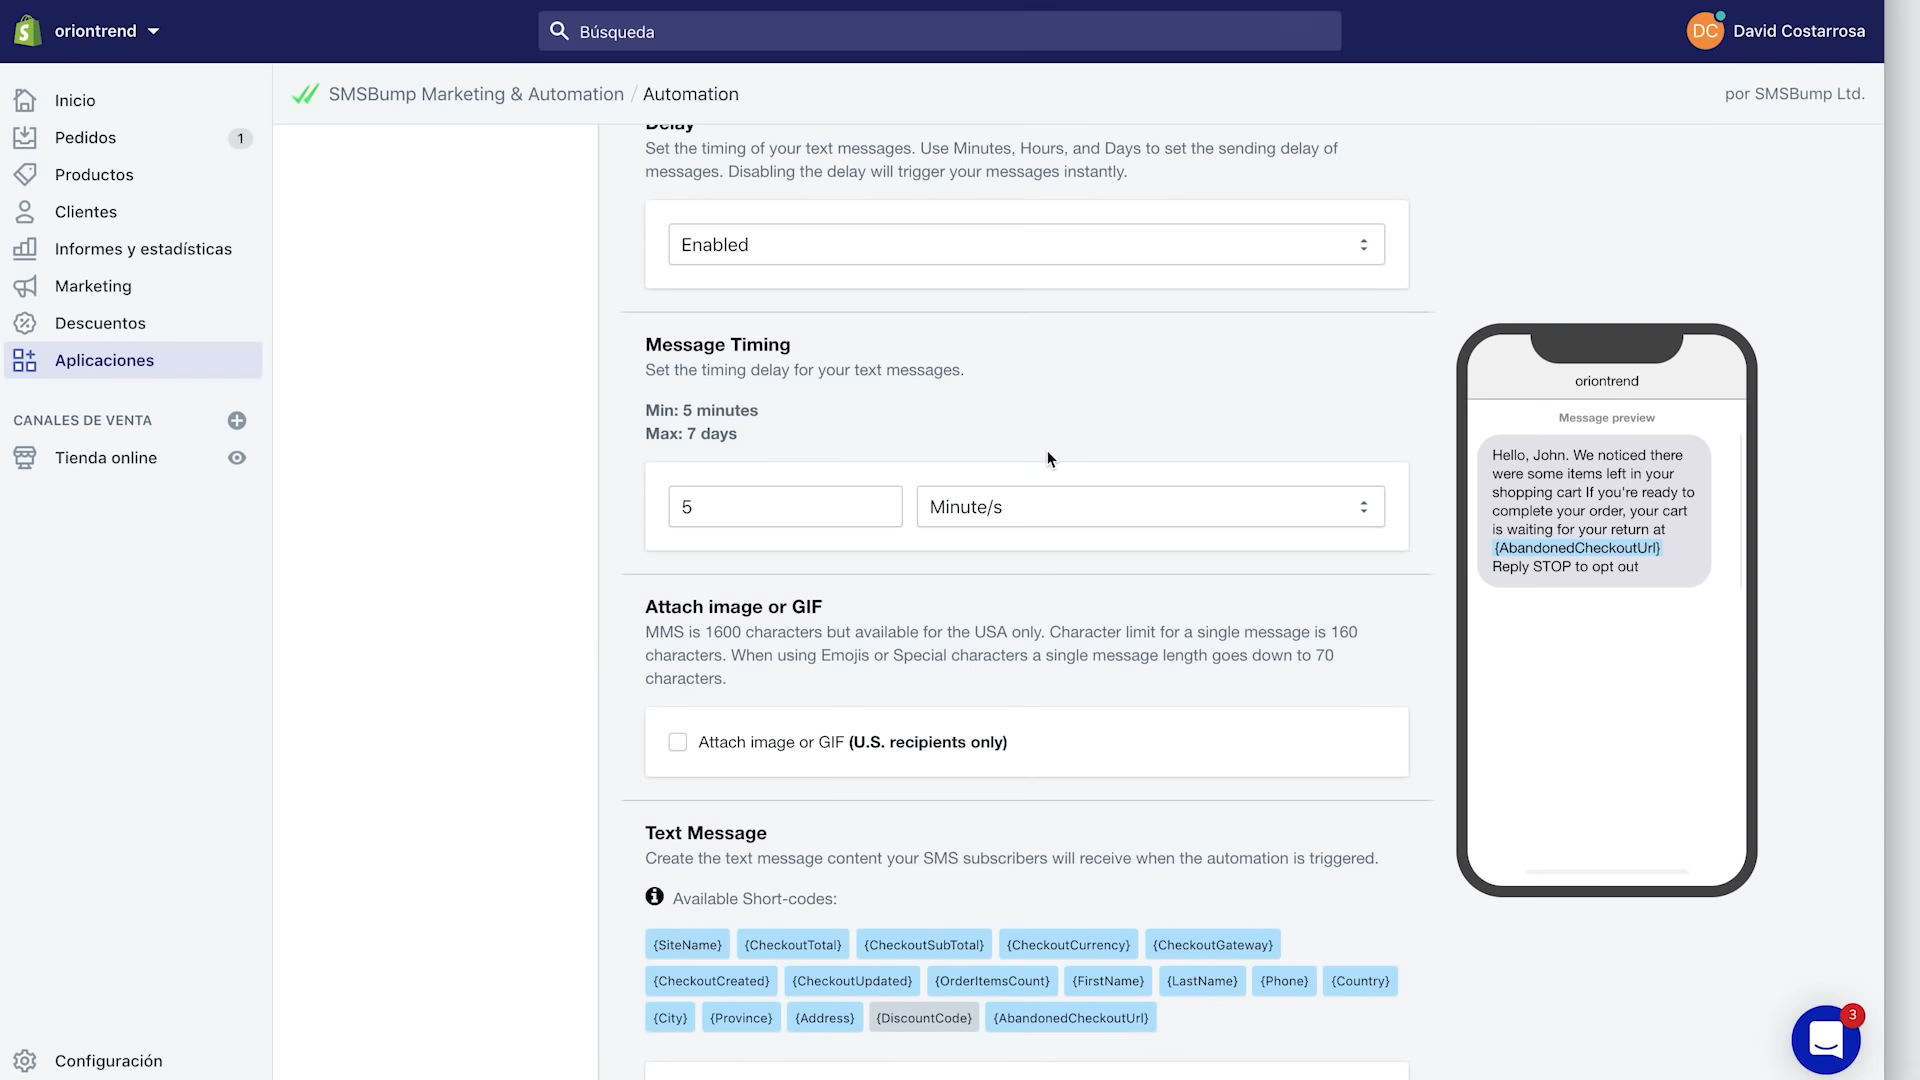 oriontrend
Búsqueda
DC
David Costarrosa
Inicio
Pedidos
1
Productos
Clientes
Informes y estadísticas
Marketing
Descuentos
Aplicaciones
CANALES DE VENTA
Tienda online
Configuración
SMSBump Marketing & Automation / Automation
por SMSBump Ltd.
Delay
Set the timing of your text messages. Use Minutes, Hours, and Days to set the sending delay of
messages. Disabling the delay will trigger your messages instantly.
Enabled
Message Timing
Set the timing delay for your text messages.
Min: 5 minutes
Max: 7 days
5
Minute/s
Attach image or GIF
MMS is 1600 characters but available for the USA only. Character limit for a single message is 160
characters. When using Emojis or Special characters a single message length goes down to 70
characters.
Attach image or GIF (U.S. recipients only)
Text Message
Create the text message content your SMS subscribers will receive when the automation is triggered.
Available Short-codes:
{SiteName} {CheckoutTotal} {CheckoutSubTotal} {CheckoutCurrency} {CheckoutGateway}
{CheckoutCreated} {CheckoutUpdated} {OrderItemsCount} {FirstName} {LastName} {Phone} {Country}
{City} {Province} {Address} {DiscountCode} {AbandonedCheckoutUrl}
oriontrend
Message preview
Hello, John. We noticed there
were some items left in your
shopping cart If you're ready to
complete your order, your cart
is waiting for your return at
{AbandonedCheckoutUrl}
Reply STOP to opt out
3